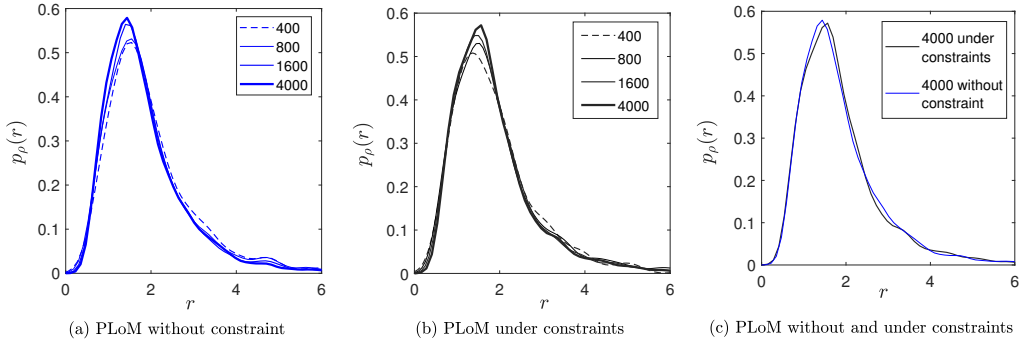 0.6
0.5
0.4
0.3
0.2
0.1
0
pρ(r)
400
800
1600
4000
0 2 4 6
r
(a) PLoM without constraint
0.6
0.5
0.4
0.3
0.2
0.1
0
pρ(r)
400
800
1600
4000
0 2 4 6
r
(b) PLoM under constraints
0.6
0.5
0.4
0.3
0.2
0.1
0
pρ(r)
4000 under
constraints
4000 without
constraint
0 2 4 6
r
(c) PLoM without and under constraints